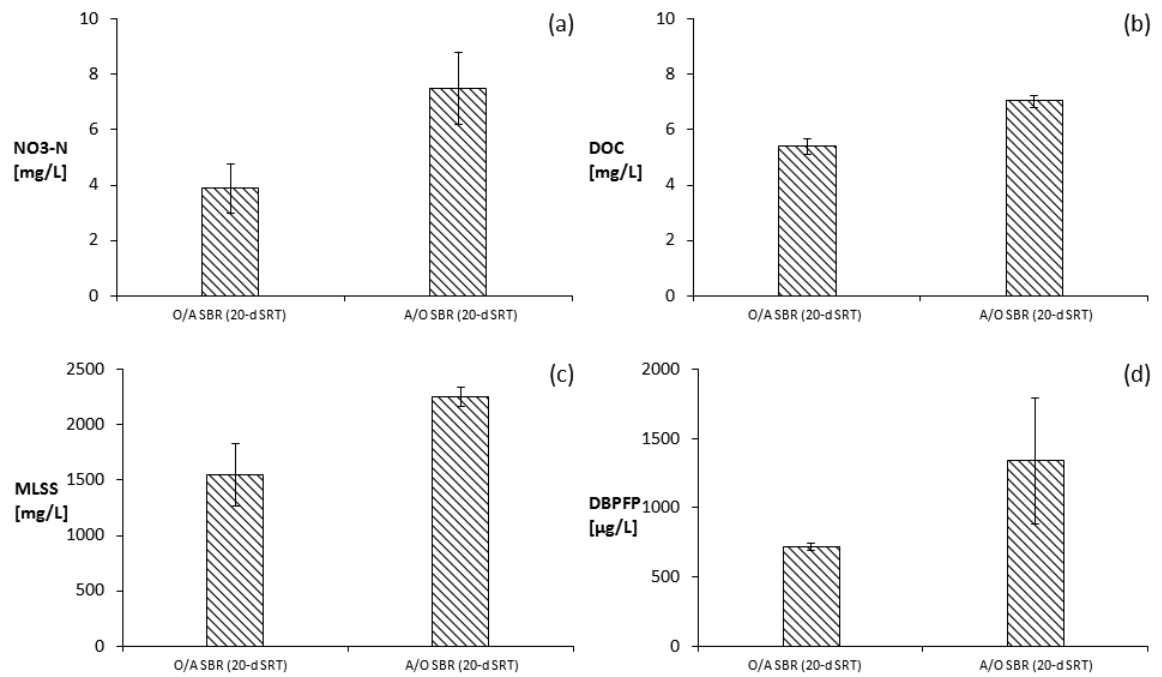 (a)
10
8
6
4
2
0
NO3-N
[mg/L]
O/A SBR (20-d SRT)
A/O SBR (20-d SRT)
(b)
10
8
6
4
2
0
DOC
[mg/L]
O/A SBR (20-d SRT)
A/O SBR (20-d SRT)
(c)
2500
2000
1500
1000
500
0
MLSS
[mg/L]
O/A SBR (20-d SRT)
A/O SBR (20-d SRT)
(d)
2000
1500
1000
500
0
DBPFP
[µg/L]
O/A SBR (20-d SRT)
A/O SBR (20-d SRT)